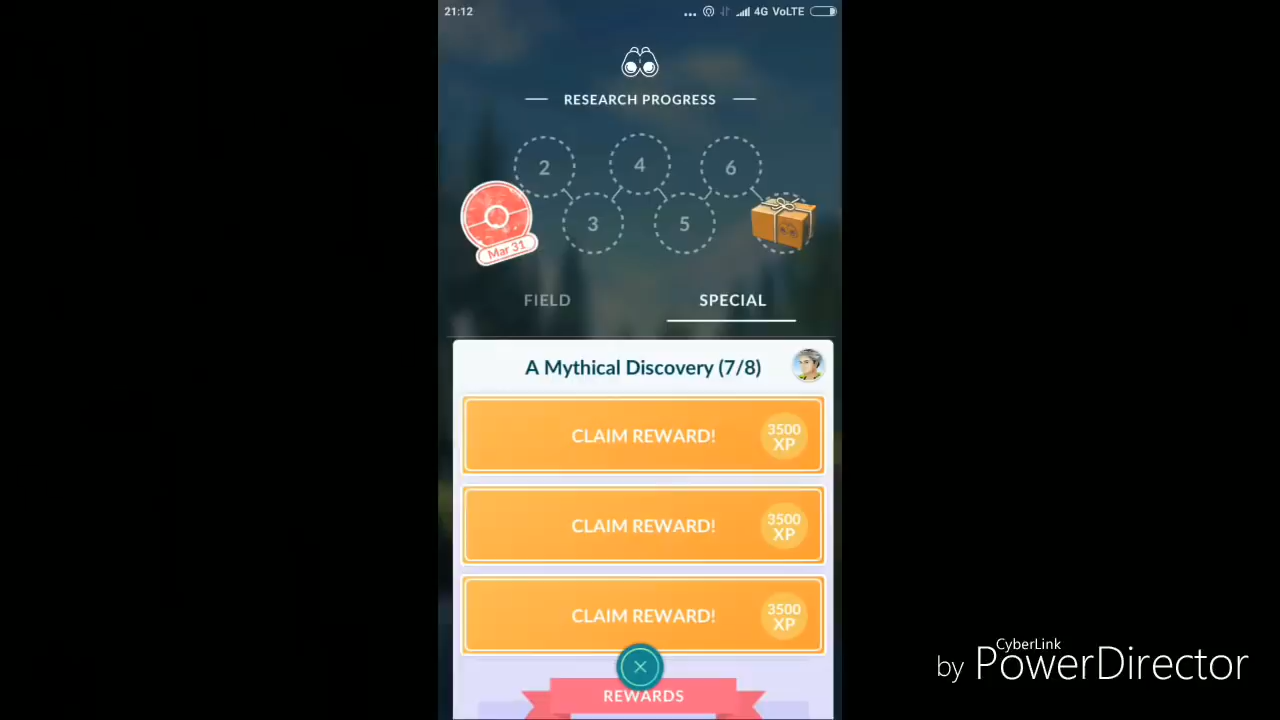 21:12
4G VoLTE
RESEARCH PROGRESS
2
4
6
3
5
Mar 31
FIELD
SPECIAL
A Mythical Discovery (7/8)
CLAIM REWARD!
3500
XP
CLAIM REWARD!
3500
XP
CLAIM REWARD!
3500
XP
REWARDS
CyberLink
by PowerDirector